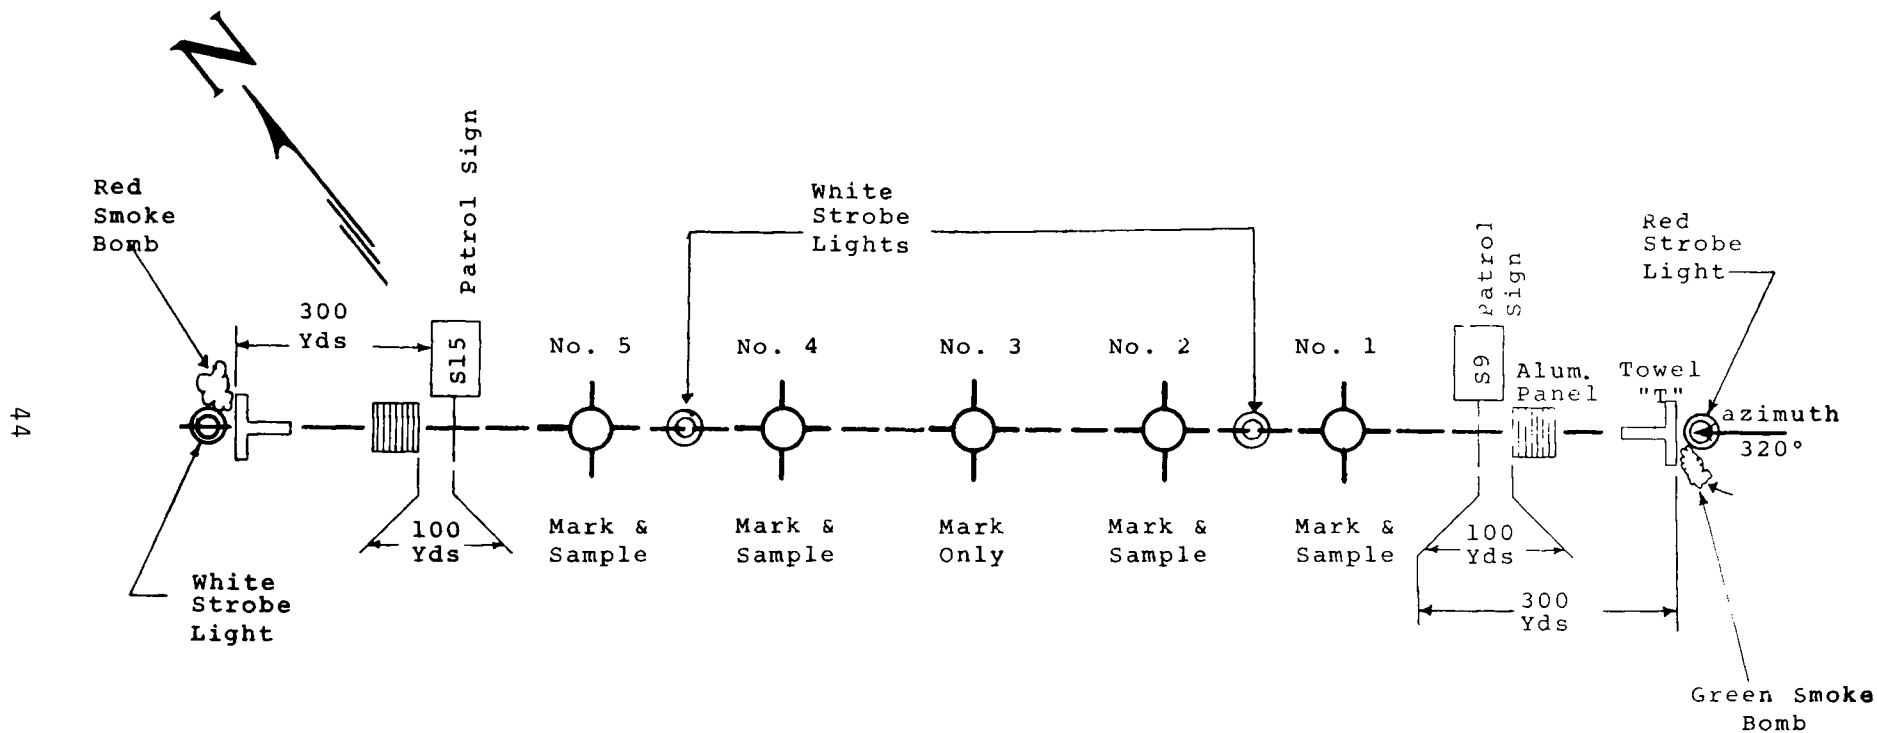 N
Red
Smoke
Bomb
Patrol Sign
White
Strobe
Lights
Patrol
Sign
Red
Strobe
Light
300
Yds
S15
No. 5
No. 4
No. 3
No. 2
No. 1
S9
Alum.
Panel
Towel
"T"
azimuth
320°
44
100
Yds
Mark &
Sample
Mark &
Sample
Mark
Only
Mark &
Sample
Mark &
Sample
100
Yds
300
Yds
White
Strobe
Light
Green Smoke
Bomb